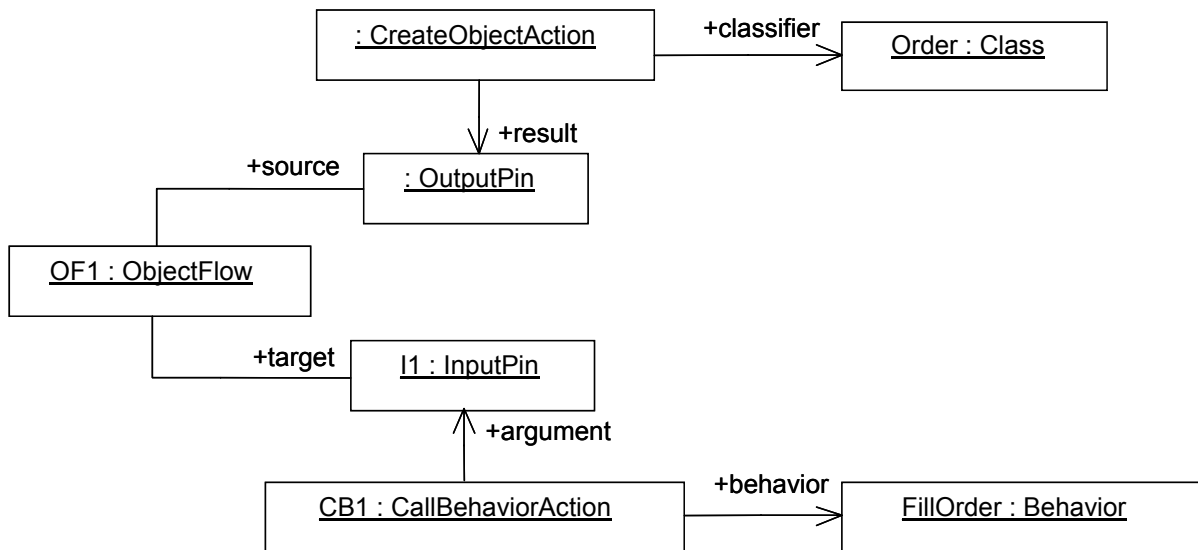 : CreateObjectAction
+classifier
Order : Class
+result
+source
: OutputPin
OF1 : ObjectFlow
+target
I1 : InputPin
+argument
CB1 : CallBehaviorAction
+behavior
FillOrder : Behavior